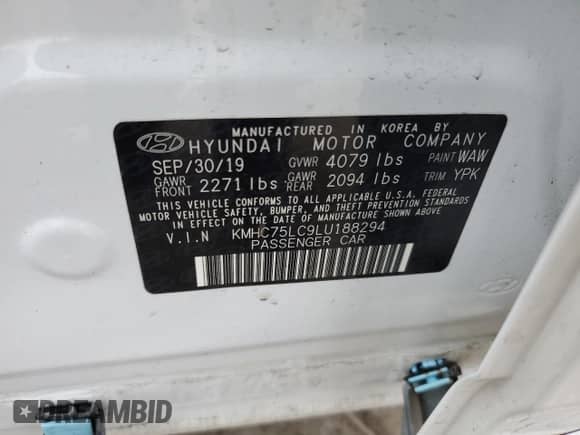 MANUFACTURED IN KOREA BY
HYUNDAI MOTOR COMPANY
SEP/30/19 GVWR 4079 lbs PAINT WAW
GAWR FRONT 2271 lbs GAWR REAR 2094 lbs TRIM YPK
THIS VEHICLE CONFORMS TO ALL APPLICABLE U.S.A. FEDERAL
MOTOR VEHICLE SAFETY, BUMPER, AND THEFT PREVENTION STANDARDS
IN EFFECT ON THE DATE OF MANUFACTURE SHOWN ABOVE.
V.I.N KMHC75LC9LU188294
PASSENGER CAR
DREAMBID